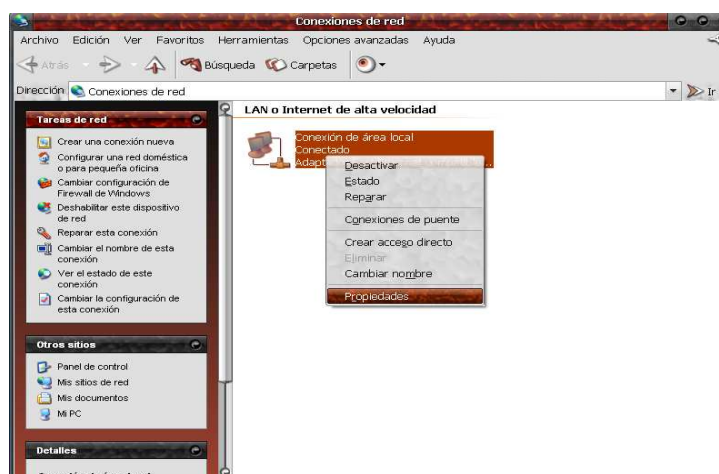 Conexiones de red
Archivo Edición Ver Favoritos Herramientas Opciones avanzadas Ayuda
Atrás Búsqueda Carpetas
Dirección Conexiones de red Ir
Tareas de red
Crear una conexión nueva
Configurar una red doméstica
o para pequeña oficina
Cambiar configuración de
Firewall de Windows
Deshabilitar este dispositivo
de red
Reparar esta conexión
Cambiar el nombre de esta
conexión
Ver el estado de este
conexión
Cambiar la configuración de
esta conexión
Otros sitios
Panel de control
Mis sitios de red
Mis documentos
Mi PC
Detalles
LAN o Internet de alta velocidad
Conexión de área local
Conectado
Desactivar
Estado
Reparar
Conexiones de puente
Crear acceso directo
Eliminar
Cambiar nombre
Propiedades